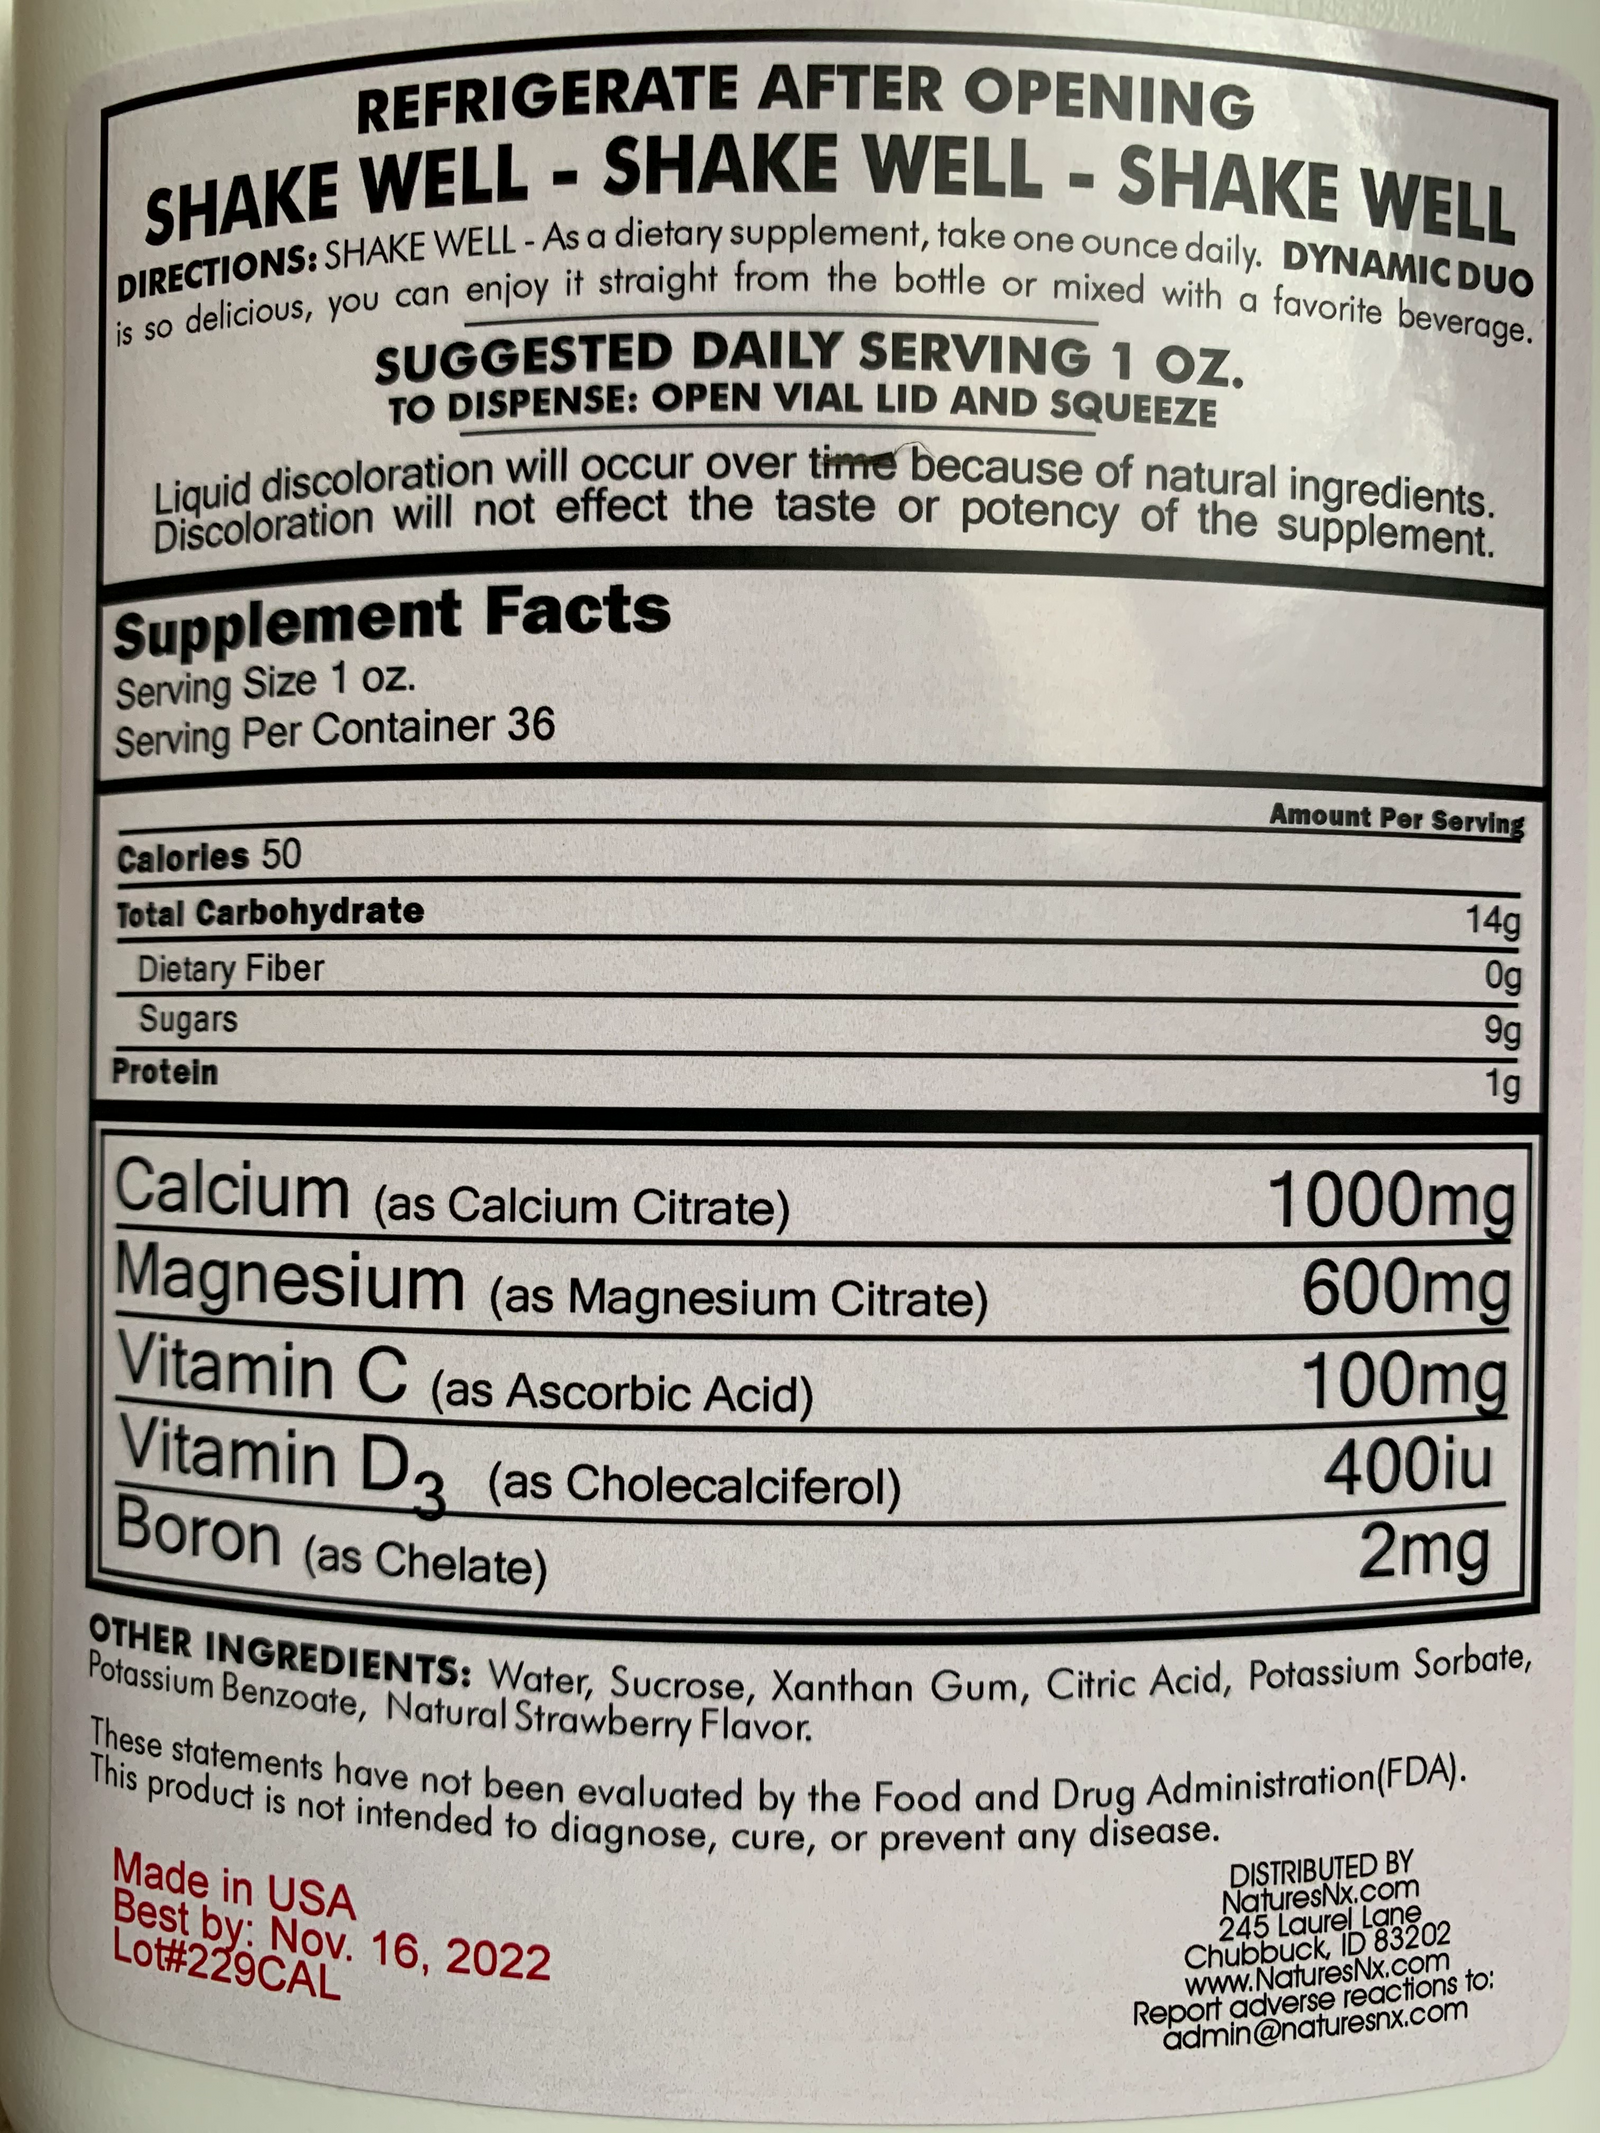 REFRIGERATE AFTER OPENING
SHAKE WELL - SHAKE WELL - SHAKE WELL
DIRECTIONS: SHAKE WELL - As a dietary supplement, take one ounce daily. DYNAMIC DUO
is so delicious, you can enjoy it straight from the bottle or mixed with a favorite beverage.
SUGGESTED DAILY SERVING 1 OZ.
TO DISPENSE: OPEN VIAL LID AND SQUEEZE
Liquid discoloration will occur over time because of natural ingredients.
Discoloration will not effect the taste or potency of the supplement.
Supplement Facts
Serving Size 1 oz.
Serving Per Container 36
Amount Per Serving
Calories 50
Total Carbohydrate 14g
Dietary Fiber 0g
Sugars 9g
Protein 1g
Calcium (as Calcium Citrate) 1000mg
Magnesium (as Magnesium Citrate) 600mg
Vitamin C (as Ascorbic Acid) 100mg
Vitamin D3 (as Cholecalciferol) 400iu
Boron (as Chelate) 2mg
OTHER INGREDIENTS: Water, Sucrose, Xanthan Gum, Citric Acid, Potassium Sorbate,
Potassium Benzoate, Natural Strawberry Flavor.
These statements have not been evaluated by the Food and Drug Administration(FDA).
This product is not intended to diagnose, cure, or prevent any disease.
Made in USA
Best by: Nov. 16, 2022
Lot#229CAL
DISTRIBUTED BY
NaturesNx.com
245 Laurel Lane
Chubbuck, ID 83202
www.NaturesNx.com
Report adverse reactions to:
admin@naturesnx.com